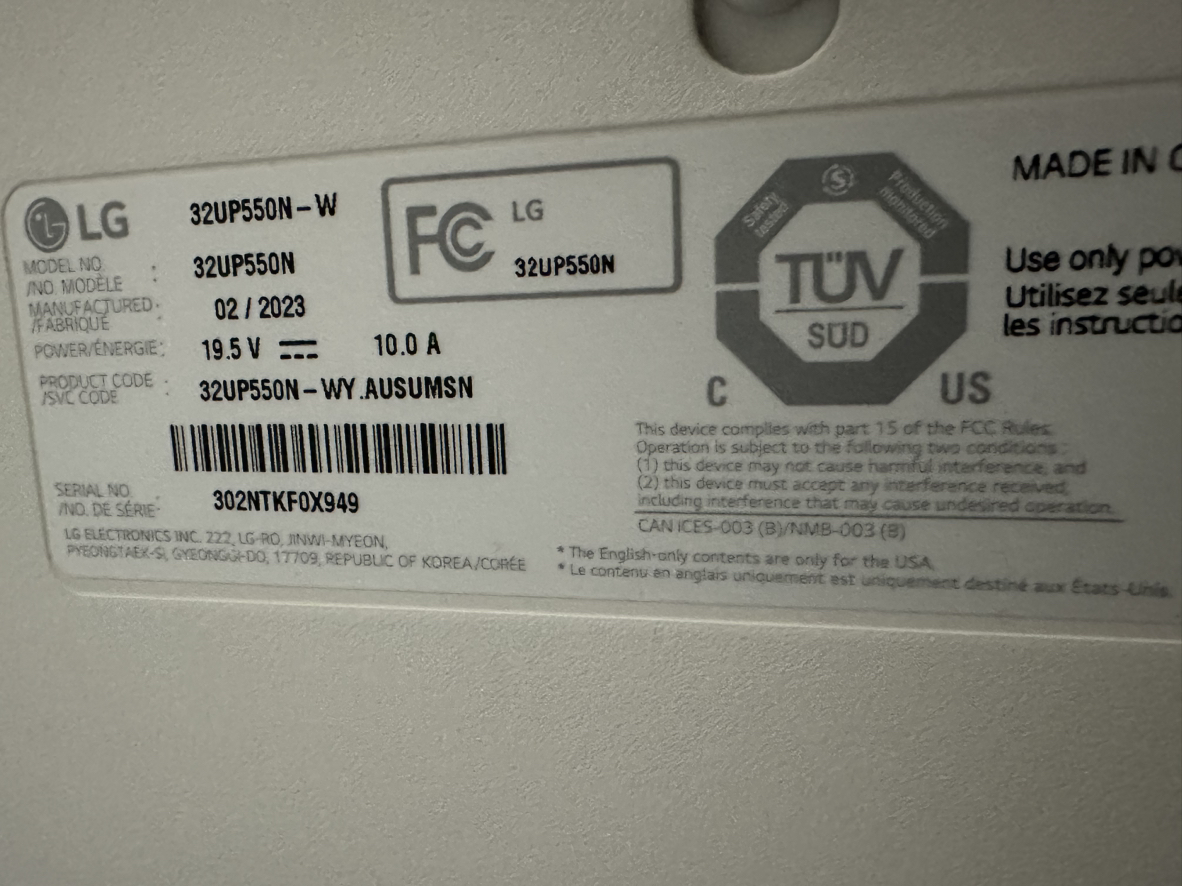 LG 32UP550N-W
MODEL NO. : 32UP550N
/NO. MODÈLE
MANUFACTURED : 02 / 2023
/FABRIQUÉ
POWER/ÉNERGIE: 19.5 V 10.0 A
PRODUCT CODE : 32UP550N-WY.AUSUMSN
/SVC CODE
SERIAL NO. : 302NTKF0X949
/NO. DE SÉRIE
LG ELECTRONICS INC. 222, LG-RO, JINWI-MYEON,
PYEONGTAEK-SI, GYEONGGI-DO, 17709, REPUBLIC OF KOREA/CORÉE
FC LG
32UP550N
Safety tested
Production monitored
TÜV
SÜD
C US
This device complies with part 15 of the FCC Rules.
Operation is subject to the following two conditions :
(1) this device may not cause harmful interference, and
(2) this device must accept any interference received,
including interference that may cause undesired operation.
CAN ICES-003 (B)/NMB-003 (B)
* The English-only contents are only for the USA.
* Le contenu en anglais uniquement est uniquement destiné aux États-Unis.
MADE IN
Use only
Utilisez
les